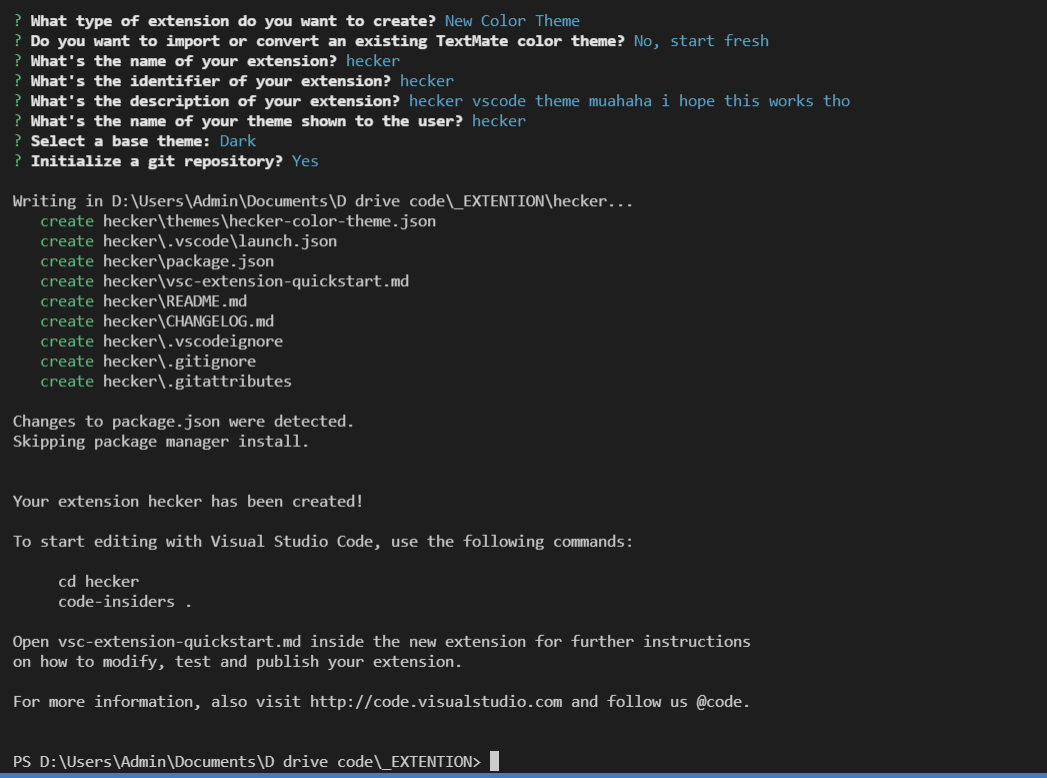 ? What type of extension do you want to create? New Color Theme
? Do you want to import or convert an existing TextMate color theme? No, start fresh
? What's the name of your extension? hecker
? What's the identifier of your extension? hecker
? What's the description of your extension? hecker vscode theme muahaha i hope this works tho
? What's the name of your theme shown to the user? hecker
? Select a base theme: Dark
? Initialize a git repository? Yes
Writing in D:\Users\Admin\Documents\D drive code\_EXTENTION\hecker...
create hecker\themes\hecker-color-theme.json
create hecker\.vscode\launch.json
create hecker\package.json
create hecker\vsc-extension-quickstart.md
create hecker\README.md
create hecker\CHANGELOG.md
create hecker\.vscodeignore
create hecker\.gitignore
create hecker\.gitattributes
Changes to package.json were detected.
Skipping package manager install.
Your extension hecker has been created!
To start editing with Visual Studio Code, use the following commands:
cd hecker
code-insiders .
Open vsc-extension-quickstart.md inside the new extension for further instructions
on how to modify, test and publish your extension.
For more information, also visit http://code.visualstudio.com and follow us @code.
PS D:\Users\Admin\Documents\D drive code\_EXTENTION>